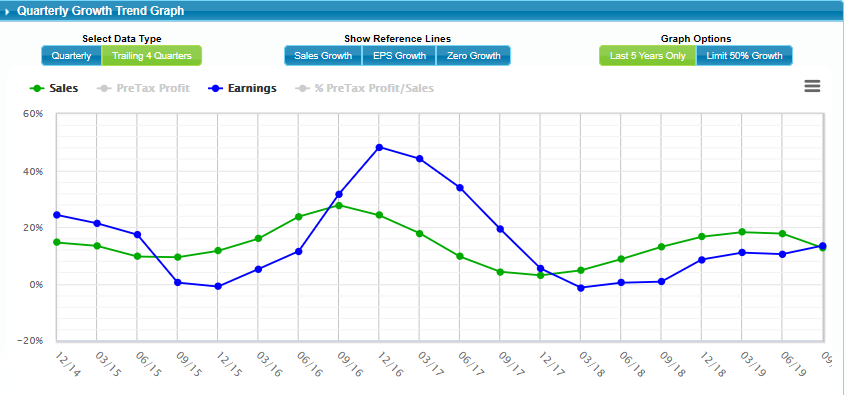 Quarterly Growth Trend Graph
Select Data Type Show Reference Lines Graph Options
Quarterly Trailing 4 Quarters Sales Growth EPS Growth Zero Growth Last 5 Years Only Limit 50% Growth
Sales PreTax Profit Earnings % PreTax Profit/Sales
60%
40%
20%
0%
-20%
12/14 03/15 06/15 09/15 12/15 03/16 06/16 09/16 12/16 03/17 06/17 09/17 12/17 03/18 06/18 09/18 12/18 03/19 06/19 09